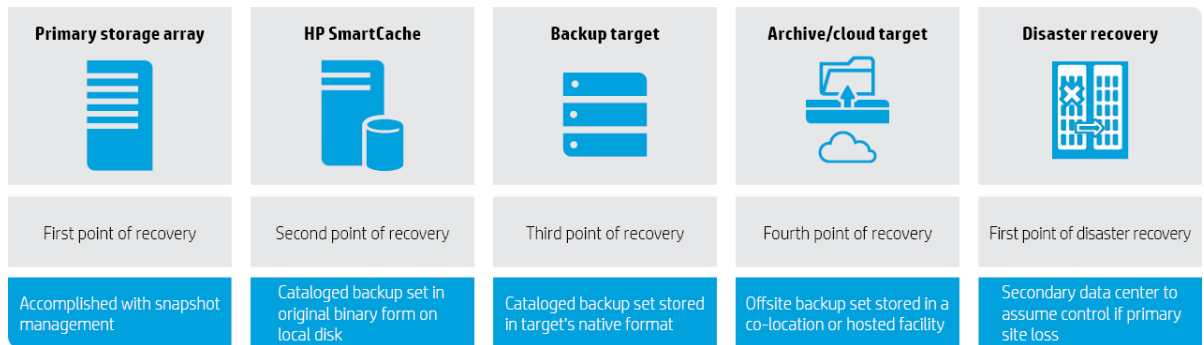 Primary storage array
HP SmartCache
Backup target
Archive/cloud target
Disaster recovery
First point of recovery
Second point of recovery
Third point of recovery
Fourth point of recovery
First point of disaster recovery
Accomplished with snapshot
management
Cataloged backup set in
original binary form on
local disk
Cataloged backup set stored
in target's native format
Offsite backup set stored in a
co-location or hosted facility
Secondary data center to
assume control if primary
site loss